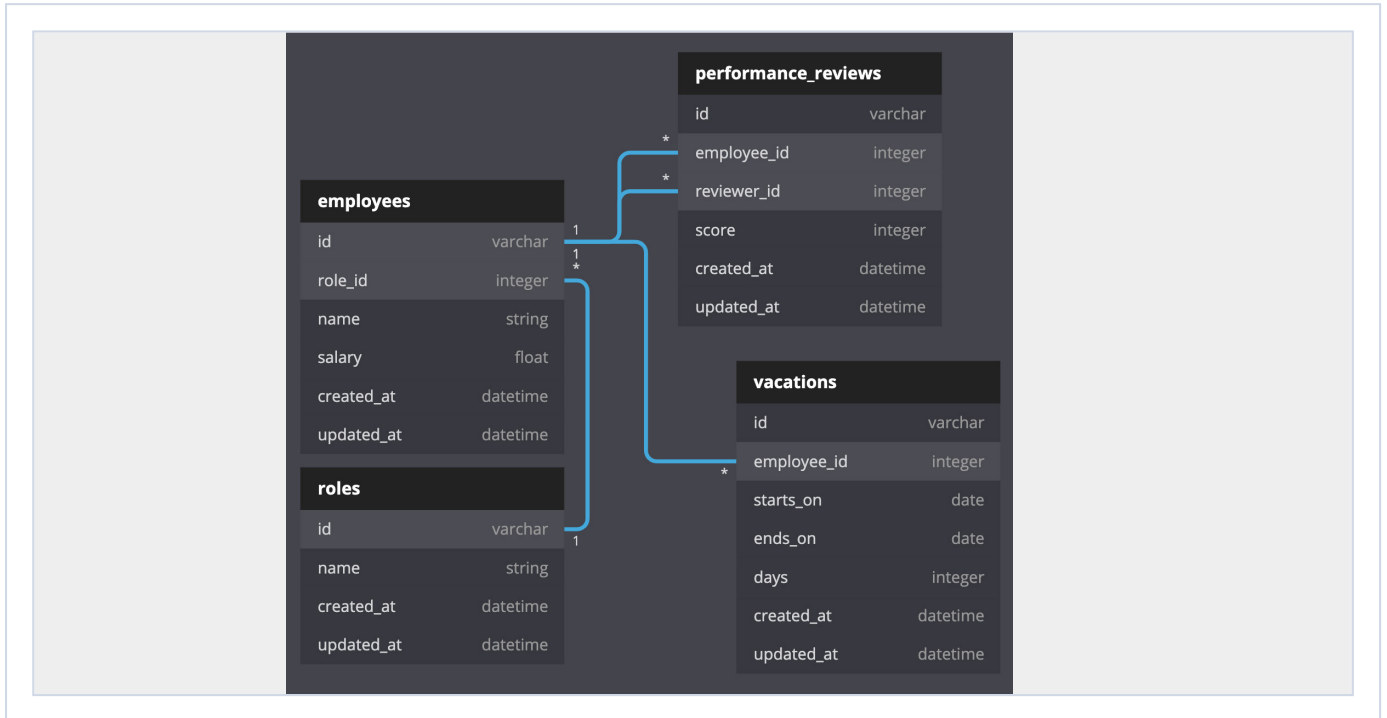 performance_reviews
id varchar
employee_id integer
reviewer_id integer
score integer
created_at datetime
updated_at datetime
*
*
employees
id varchar
role_id integer
name string
salary float
created_at datetime
updated_at datetime
1
1
*
roles
id varchar
name string
created_at datetime
updated_at datetime
1
vacations
id varchar
employee_id integer
starts_on date
ends_on date
days integer
created_at datetime
updated_at datetime
*